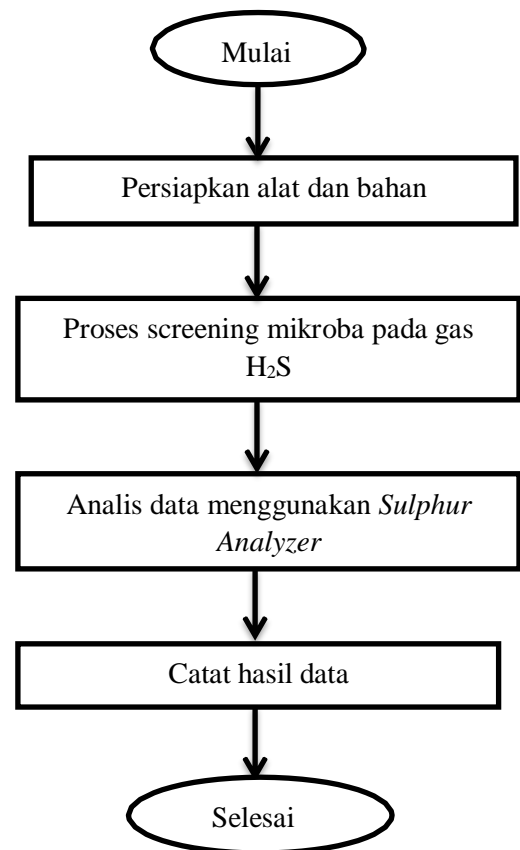 Mulai
Persiapkan alat dan bahan
Proses screening mikroba pada gas
H₂S
Analis data menggunakan Sulphur
Analyzer
Catat hasil data
Selesai